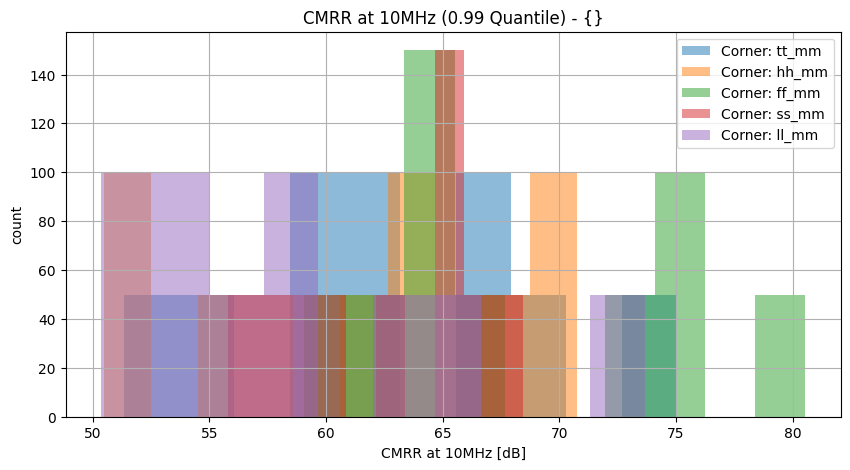 CMRR at 10MHz (0.99 Quantile) - {}
Corner: tt_mm
Corner: hh_mm
Corner: ff_mm
Corner: ss_mm
Corner: ll_mm
count
140
120
100
80
60
40
20
0
50 55 60 65 70 75 80
CMRR at 10MHz [dB]